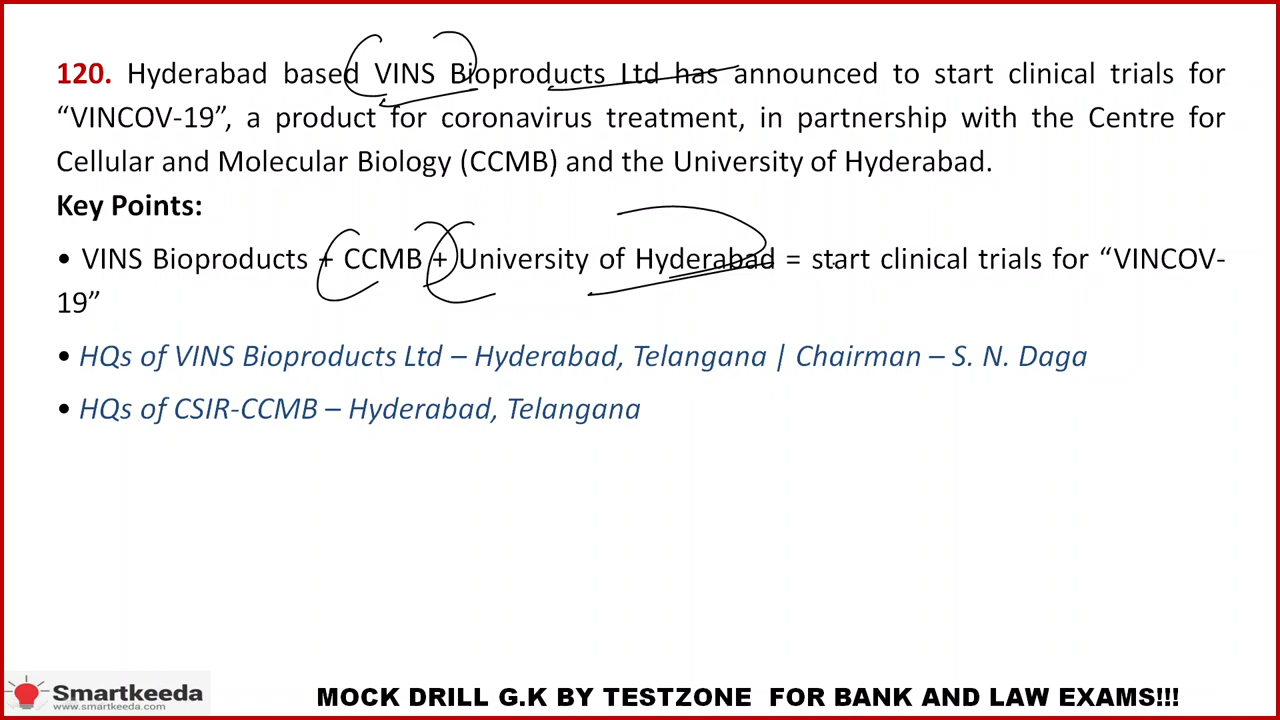 120. Hyderabad based VINS Bioproducts Ltd has announced to start clinical trials for
“VINCOV-19”, a product for coronavirus treatment, in partnership with the Centre for
Cellular and Molecular Biology (CCMB) and the University of Hyderabad.
Key Points:
• VINS Bioproducts + CCMB + University of Hyderabad = start clinical trials for “VINCOV-
19”
• HQs of VINS Bioproducts Ltd – Hyderabad, Telangana | Chairman – S. N. Daga
• HQs of CSIR-CCMB – Hyderabad, Telangana
Smartkeeda
www.smartkeeda.com
MOCK DRILL G.K BY TESTZONE FOR BANK AND LAW EXAMS!!!